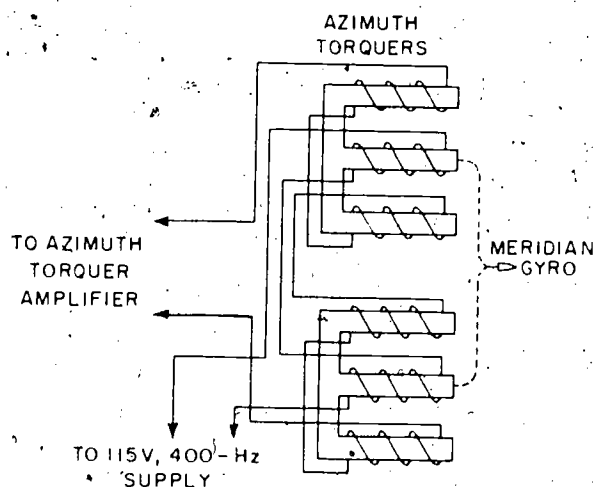 AZIMUTH
TORQUERS
TO AZIMUTH
TORQUER
AMPLIFIER
MERIDIAN
GYRO
TO 115V, 400-Hz
SUPPLY